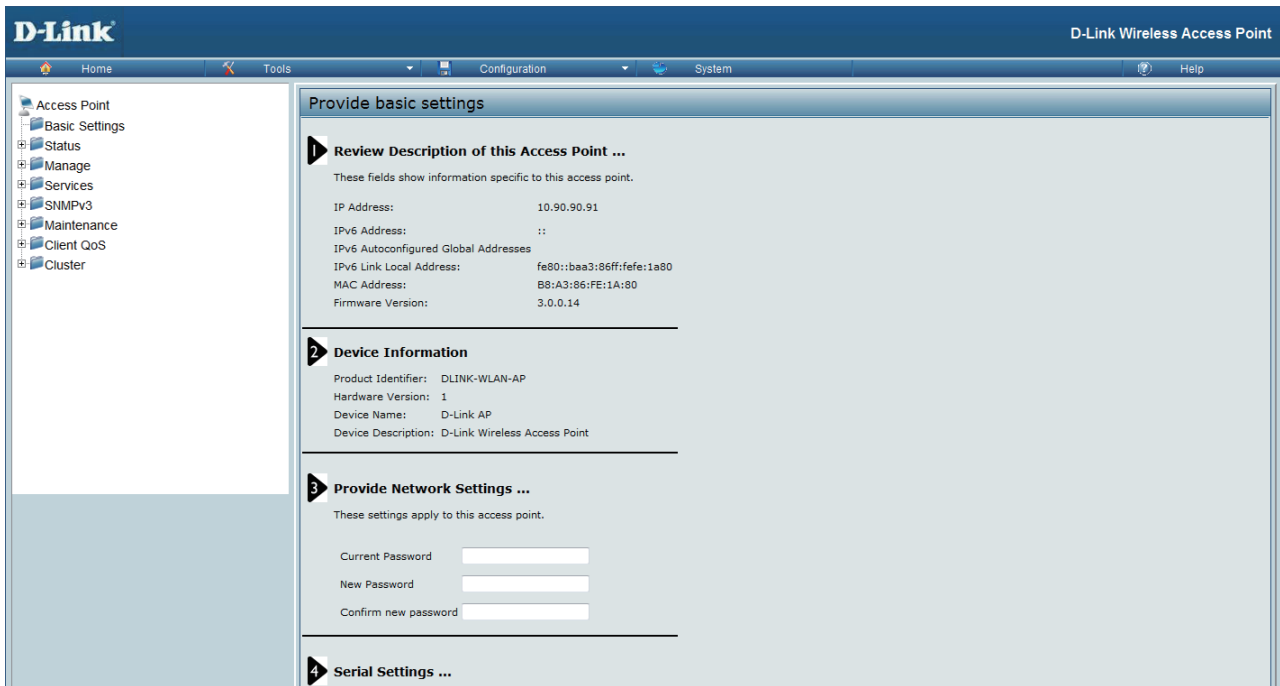 D-Link
D-Link Wireless Access Point
Home Tools Configuration System Help
Access Point
Basic Settings
Status
Manage
Services
SNMPv3
Maintenance
Client QoS
Cluster
Provide basic settings
1 Review Description of this Access Point ...
These fields show information specific to this access point.
IP Address: 10.90.90.91
IPv6 Address: ::
IPv6 Autoconfigured Global Addresses
IPv6 Link Local Address: fe80::baa3:86ff:fefe:1a80
MAC Address: B8:A3:86:FE:1A:80
Firmware Version: 3.0.0.14
2 Device Information
Product Identifier: DLINK-WLAN-AP
Hardware Version: 1
Device Name: D-Link AP
Device Description: D-Link Wireless Access Point
3 Provide Network Settings ...
These settings apply to this access point.
Current Password
New Password
Confirm new password
4 Serial Settings ...